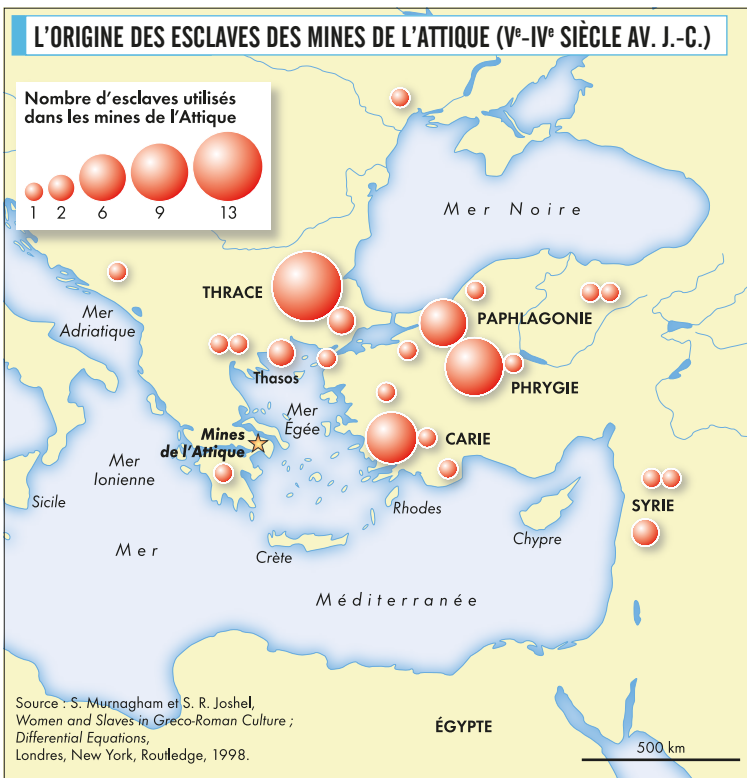 L'ORIGINE DES ESCLAVES DES MINES DE L'ATTIQUE (Vᵉ-IVᵉ SIÈCLE AV. J.-C.)
Nombre d'esclaves utilisés
dans les mines de l'Attique
1 2 6 9 13
Mer Noire
THRACE
PAPHLAGONIE
Mer
Adriatique
Thasos
PHRYGIE
Mer
Égée
Mines
de l'Attique
CARIE
Mer
Ionienne
Sicile
Rhodes
SYRIE
Chypre
Crète
Mer
Méditerranée
Source : S. Murnagham et S. R. Joshel,
Women and Slaves in Greco-Roman Culture ;
Differential Equations,
Londres, New York, Routledge, 1998.
ÉGYPTE
500 km